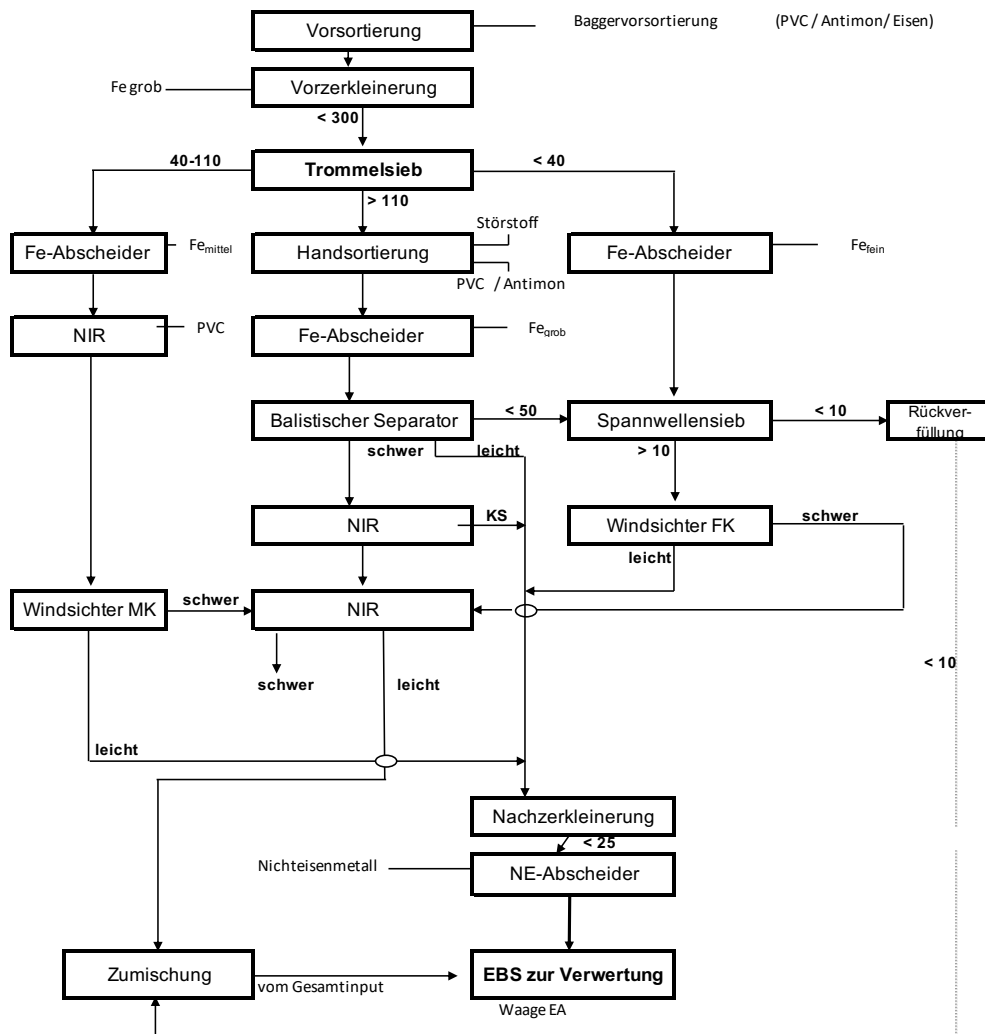 Vorsortierung
Baggervorsortierung (PVC / Antimon/ Eisen)
Fe grob
Vorzerkleinerung
< 300
40-110
Trommelsieb
< 40
> 110
Störstoff
Fe-Abscheider
Fe mittel
Handsortierung
Fe-Abscheider
Fe fein
PVC / Antimon
NIR
PVC
Fe-Abscheider
Fe grob
Balistischer Separator
< 50
Spannwellensieb
< 10
Rückver-
füllung
schwer
leicht
> 10
NIR
KS
Windsichter FK
schwer
leicht
Windsichter MK
schwer
NIR
schwer
leicht
< 10
leicht
Nachzerkleinerung
< 25
Nichteisenmetall
NE-Abscheider
Zumischung
vom Gesamtinput
EBS zur Verwertung
Waage EA